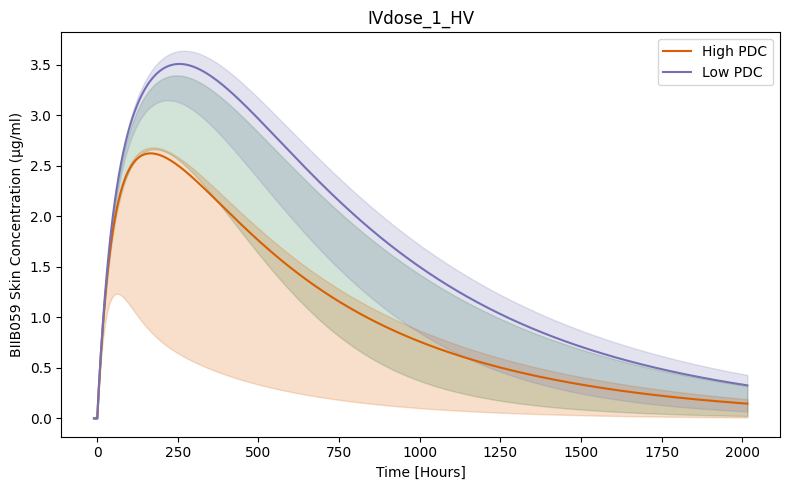 IVdose_1_HV
High PDC
Low PDC
BIIB059 Skin Concentration (μg/ml)
3.5
3.0
2.5
2.0
1.5
1.0
0.5
0.0
0 250 500 750 1000 1250 1500 1750 2000
Time [Hours]